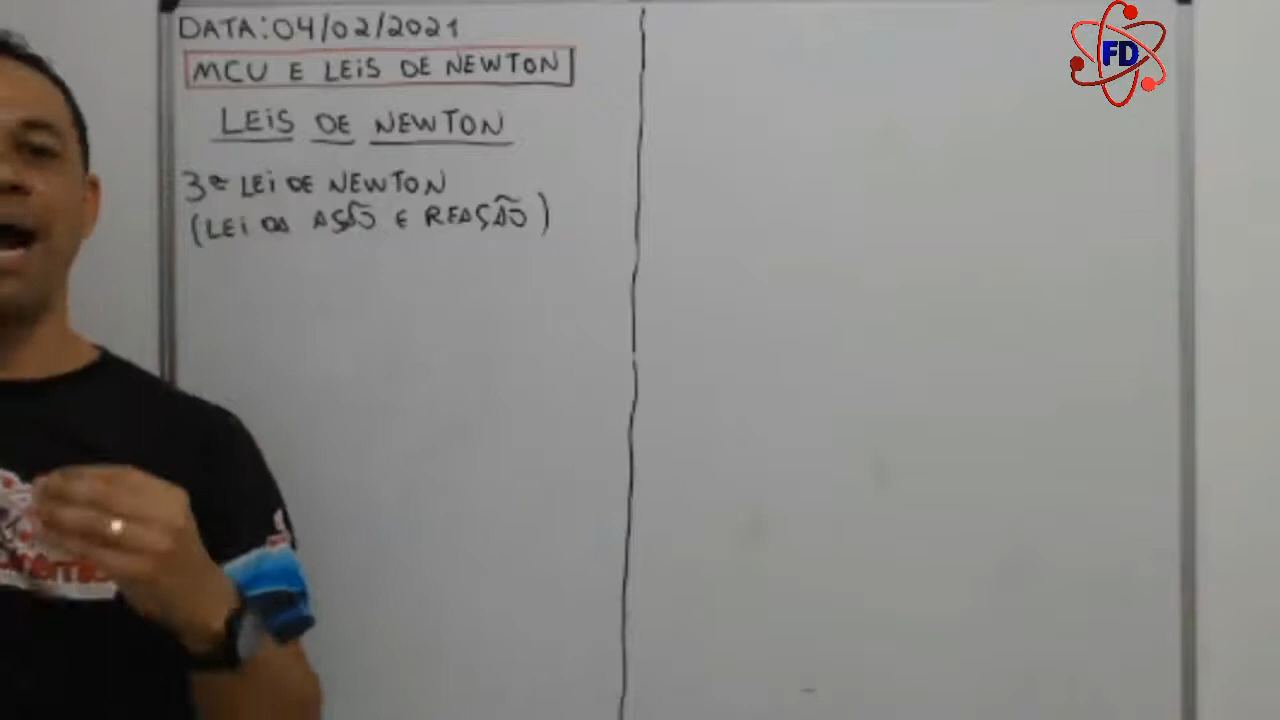 DATA: 04/02/2021
MCU E LEIS DE NEWTON
LEIS DE NEWTON
3ª LEI DE NEWTON
(LEI DA AÇÃO E REAÇÃO)
FD